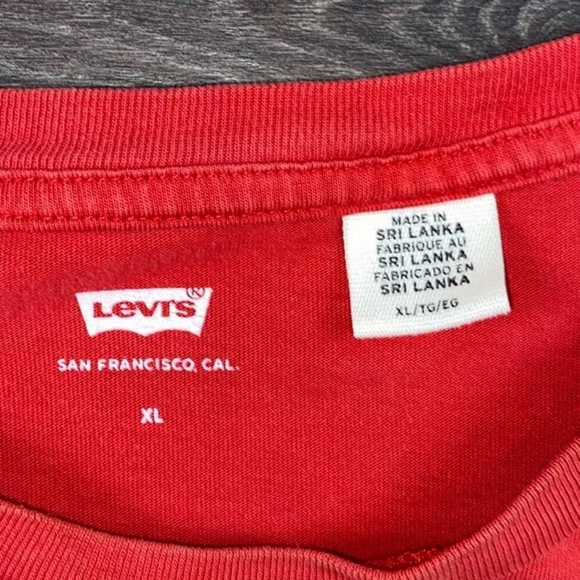 Levi's
®
SAN FRANCISCO, CAL.
XL
MADE IN
SRI LANKA
FABRIQUE AU
SRI LANKA
FABRICADO EN
SRI LANKA
XL/TG/EG